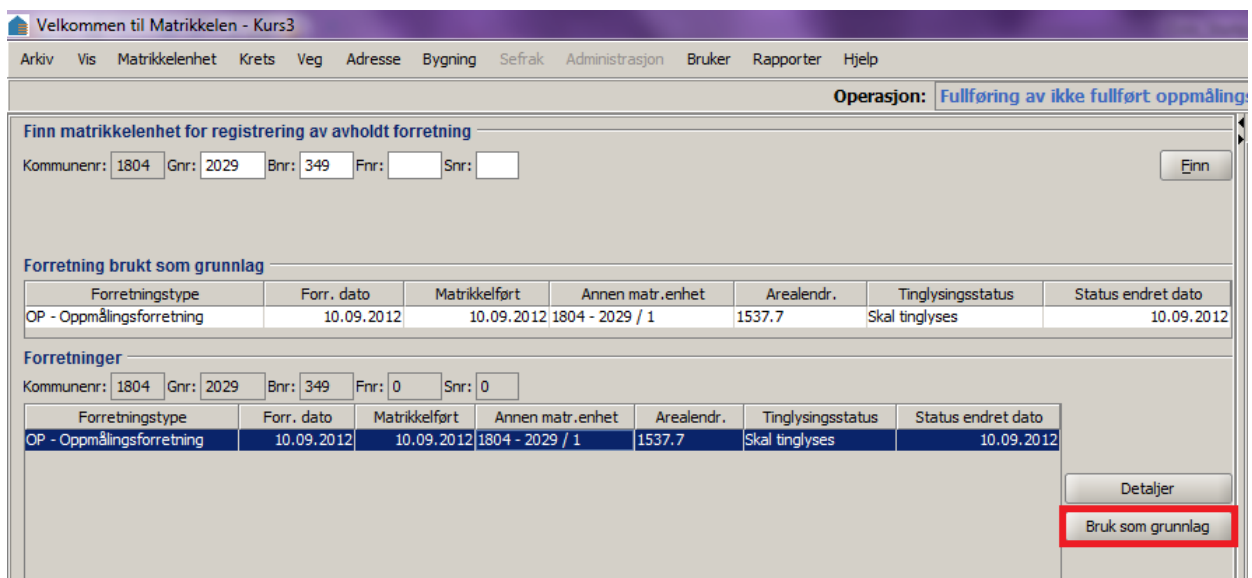 Velkommen til Matrikkelen - Kurs3
Arkiv Vis Matrikkelenhet Krets Veg Adresse Bygning Sefrak Administrasjon Bruker Rapporter Hjelp
Operasjon: Fullføring av ikke fullført oppmålings
Finn matrikkelenhet for registrering av avholdt forretning
Kommunenr: 1804 Gnr: 2029 Bnr: 349 Fnr: Snr: Finn
Forretning brukt som grunnlag
Forretningstype Forr. dato Matrikkelført Annen matr.enhet Arealendr. Tinglysingsstatus Status endret dato
OP - Oppmålingsforretning 10.09.2012 10.09.2012 1804 - 2029 / 1 1537.7 Skal tinglyses 10.09.2012
Forretninger
Kommunenr: 1804 Gnr: 2029 Bnr: 349 Fnr: 0 Snr: 0
Forretningstype Forr. dato Matrikkelført Annen matr.enhet Arealendr. Tinglysingsstatus Status endret dato
OP - Oppmålingsforretning 10.09.2012 10.09.2012 1804 - 2029 / 1 1537.7 Skal tinglyses 10.09.2012
Detaljer
Bruk som grunnlag